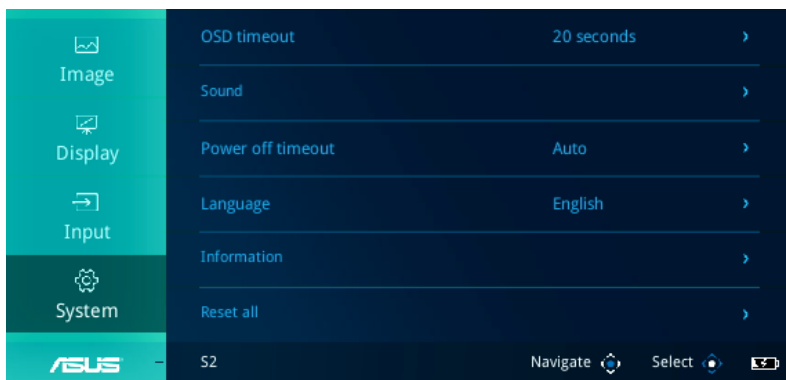 Image
Display
Input
System
OSD timeout 20 seconds
Sound
Power off timeout Auto
Language English
Information
Reset all
ASUS S2 Navigate Select